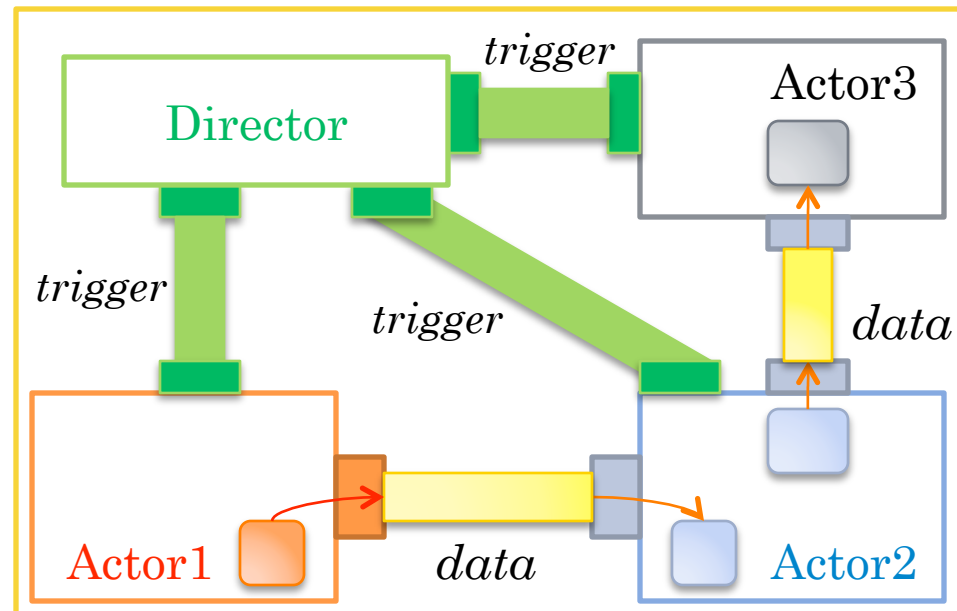 trigger
Director
Actor3
trigger
trigger
data
Actor1
data
Actor2